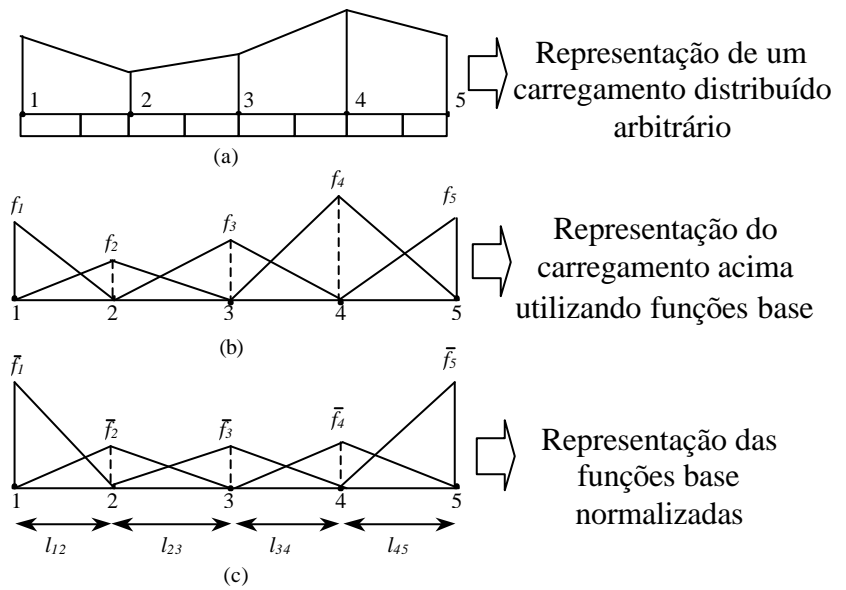 1 2 3 4 5
Representação de um
carregamento distribuído
arbitrário
(a)
f1 f2 f3 f4 f5
1 2 3 4 5
Representação do
carregamento acima
utilizando funções base
(b)
f̄1 f̄2 f̄3 f̄4 f̄5
1 2 3 4 5
Representação das
funções base
normalizadas
l12 l23 l34 l45
(c)